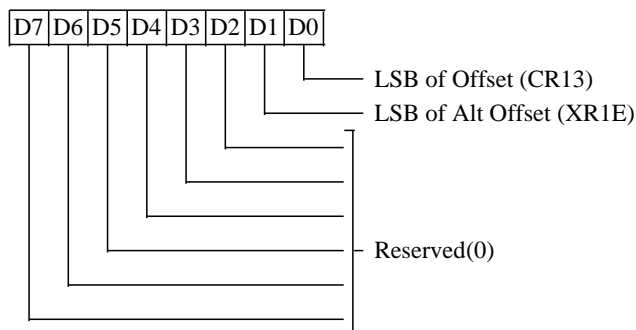 D7 D6 D5 D4 D3 D2 D1 D0
LSB of Offset (CR13)
LSB of Alt Offset (XR1E)
Reserved(0)